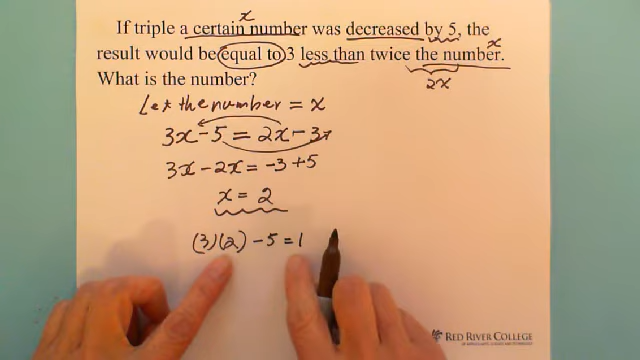 x
If triple a certain number was decreased by 5, the
result would be equal to 3 less than twice the number.
x
What is the number?
2x
Let the number = x
3x - 5 = 2x - 3
3x - 2x = -3 + 5
x = 2
(3)(2) - 5 = 1
RED RIVER COLLEGE